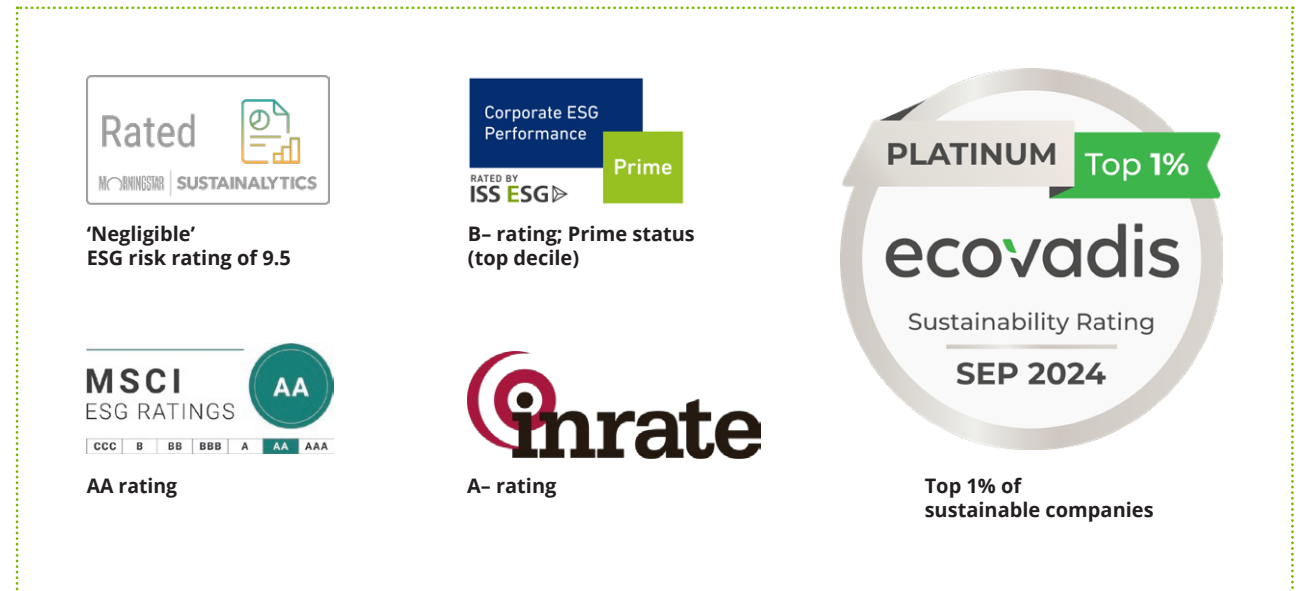 Rated
MORNINGSTAR | SUSTAINALYTICS
‘Negligible’
ESG risk rating of 9.5
Corporate ESG
Performance
Prime
RATED BY
ISS ESG
B– rating; Prime status
(top decile)
PLATINUM Top 1%
ecovadis
Sustainability Rating
SEP 2024
Top 1% of
sustainable companies
MSCI
ESG RATINGS
AA
CCC B BB BBB A AA AAA
AA rating
inrate
A– rating